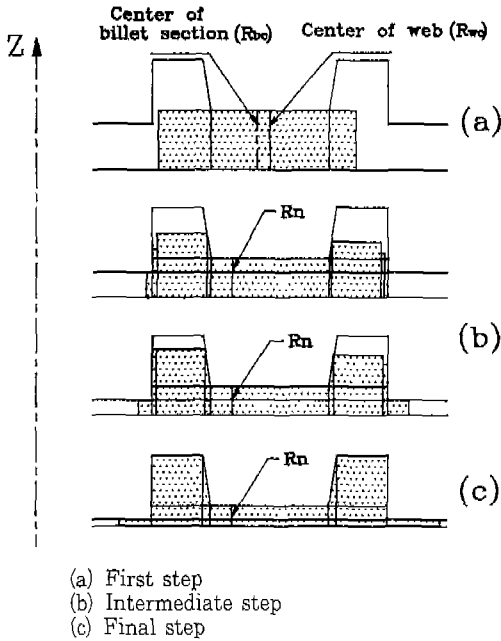 Center of
billet section (Rbc)
Center of web (Rwc)
Z
(a)
Rn
Rn
(b)
Rn
(c)
(a) First step
(b) Intermediate step
(c) Final step